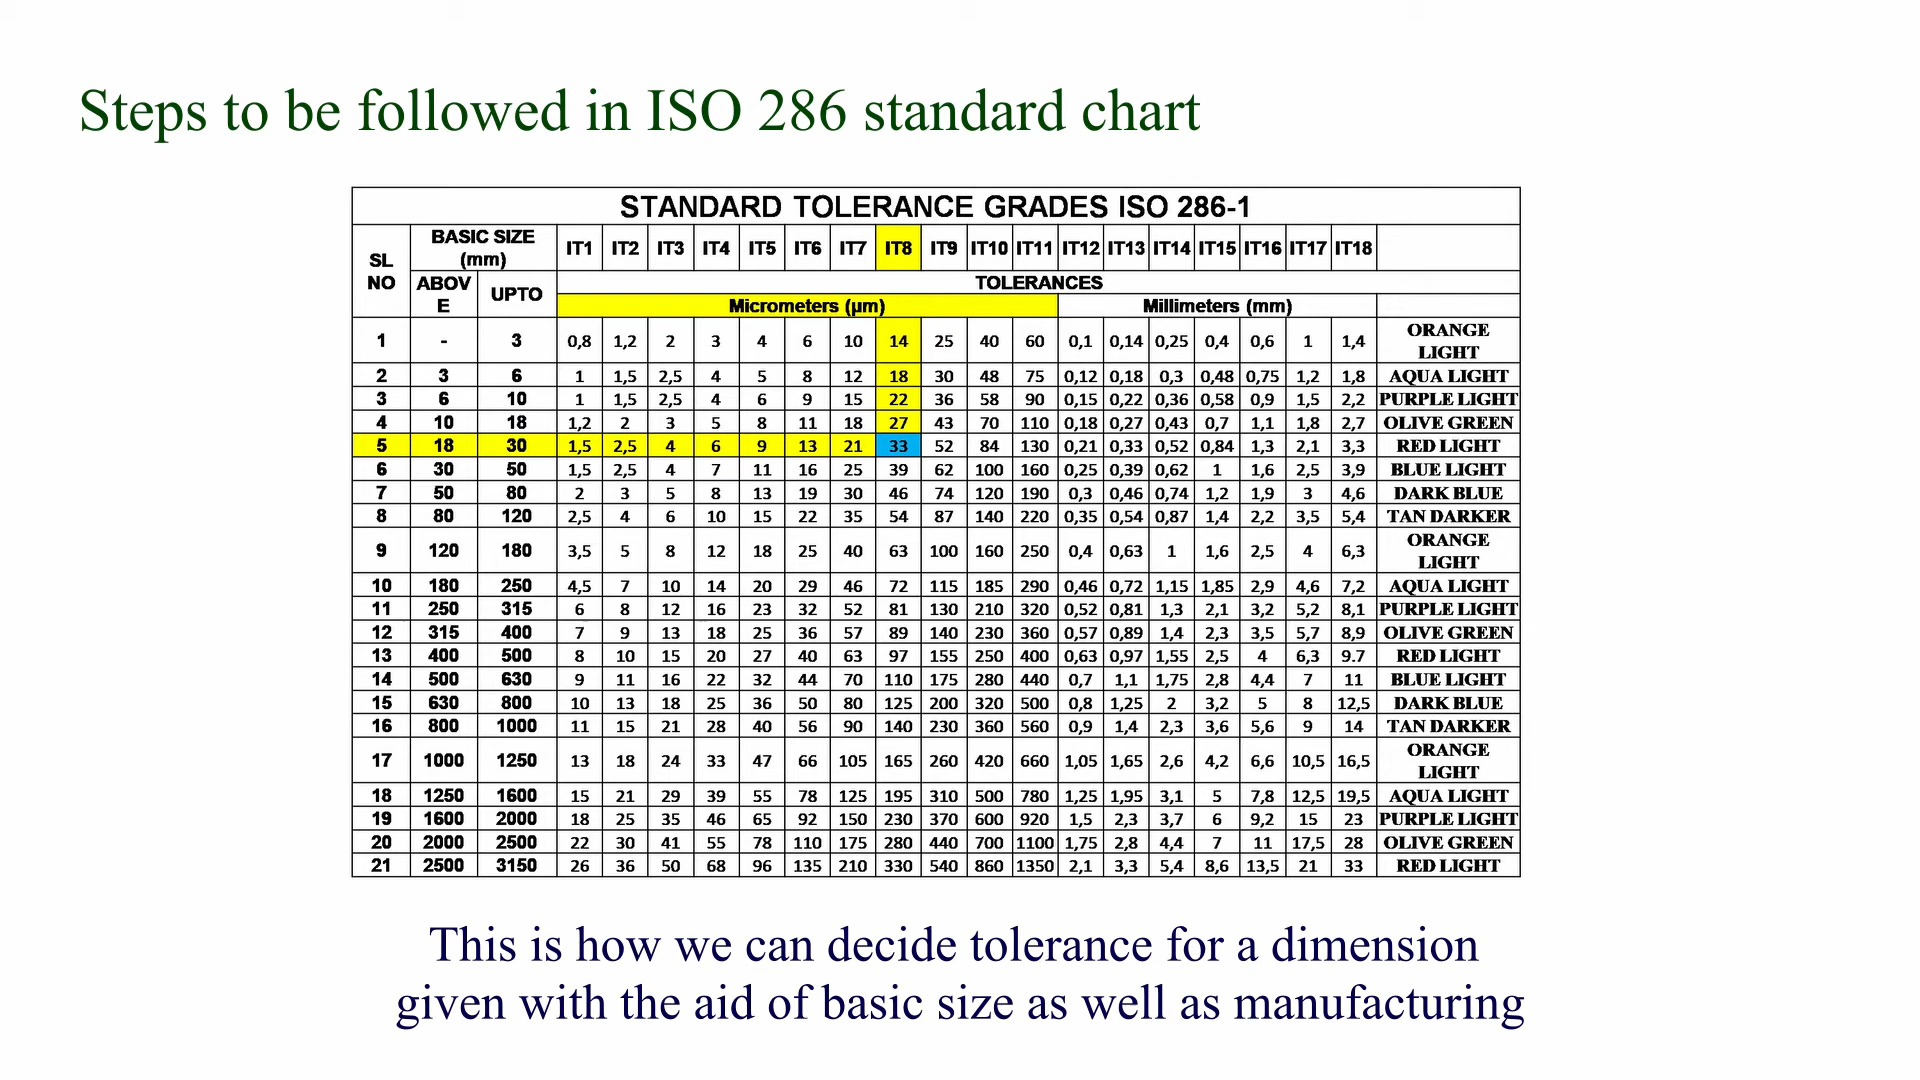 Steps to be followed in ISO 286 standard chart
STANDARD TOLERANCE GRADES ISO 286-1
SL NO BASIC SIZE (mm) IT1 IT2 IT3 IT4 IT5 IT6 IT7 IT8 IT9 IT10 IT11 IT12 IT13 IT14 IT15 IT16 IT17 IT18
ABOVE UPTO TOLERANCES
Micrometers (µm) Millimeters (mm)
1 - 3 0,8 1,2 2 3 4 6 10 14 25 40 60 0,1 0,14 0,25 0,4 0,6 1 1,4 ORANGE LIGHT
2 3 6 1 1,5 2,5 4 5 8 12 18 30 48 75 0,12 0,18 0,3 0,48 0,75 1,2 1,8 AQUA LIGHT
3 6 10 1 1,5 2,5 4 6 9 15 22 36 58 90 0,15 0,22 0,36 0,58 0,9 1,5 2,2 PURPLE LIGHT
4 10 18 1,2 2 3 5 8 11 18 27 43 70 110 0,18 0,27 0,43 0,7 1,1 1,8 2,7 OLIVE GREEN
5 18 30 1,5 2,5 4 6 9 13 21 33 52 84 130 0,21 0,33 0,52 0,84 1,3 2,1 3,3 RED LIGHT
6 30 50 1,5 2,5 4 7 11 16 25 39 62 100 160 0,25 0,39 0,62 1 1,6 2,5 3,9 BLUE LIGHT
7 50 80 2 3 5 8 13 19 30 46 74 120 190 0,3 0,46 0,74 1,2 1,9 3 4,6 DARK BLUE
8 80 120 2,5 4 6 10 15 22 35 54 87 140 220 0,35 0,54 0,87 1,4 2,2 3,5 5,4 TAN DARKER
9 120 180 3,5 5 8 12 18 25 40 63 100 160 250 0,4 0,63 1 1,6 2,5 4 6,3 ORANGE LIGHT
10 180 250 4,5 7 10 14 20 29 46 72 115 185 290 0,46 0,72 1,15 1,85 2,9 4,6 7,2 AQUA LIGHT
11 250 315 6 8 12 16 23 32 52 81 130 210 320 0,52 0,81 1,3 2,1 3,2 5,2 8,1 PURPLE LIGHT
12 315 400 7 9 13 18 25 36 57 89 140 230 360 0,57 0,89 1,4 2,3 3,5 5,7 8,9 OLIVE GREEN
13 400 500 8 10 15 20 27 40 63 97 155 250 400 0,63 0,97 1,55 2,5 4 6,3 9.7 RED LIGHT
14 500 630 9 11 16 22 32 44 70 110 175 280 440 0,7 1,1 1,75 2,8 4,4 7 11 BLUE LIGHT
15 630 800 10 13 18 25 36 50 80 125 200 320 500 0,8 1,25 2 3,2 5 8 12,5 DARK BLUE
16 800 1000 11 15 21 28 40 56 90 140 230 360 560 0,9 1,4 2,3 3,6 5,6 9 14 TAN DARKER
17 1000 1250 13 18 24 33 47 66 105 165 260 420 660 1,05 1,65 2,6 4,2 6,6 10,5 16,5 ORANGE LIGHT
18 1250 1600 15 21 29 39 55 78 125 195 310 500 780 1,25 1,95 3,1 5 7,8 12,5 19,5 AQUA LIGHT
19 1600 2000 18 25 35 46 65 92 150 230 370 600 920 1,5 2,3 3,7 6 9,2 15 23 PURPLE LIGHT
20 2000 2500 22 30 41 55 78 110 175 280 440 700 1100 1,75 2,8 4,4 7 11 17,5 28 OLIVE GREEN
21 2500 3150 26 36 50 68 96 135 210 330 540 860 1350 2,1 3,3 5,4 8,6 13,5 21 33 RED LIGHT
This is how we can decide tolerance for a dimension
given with the aid of basic size as well as manufacturing